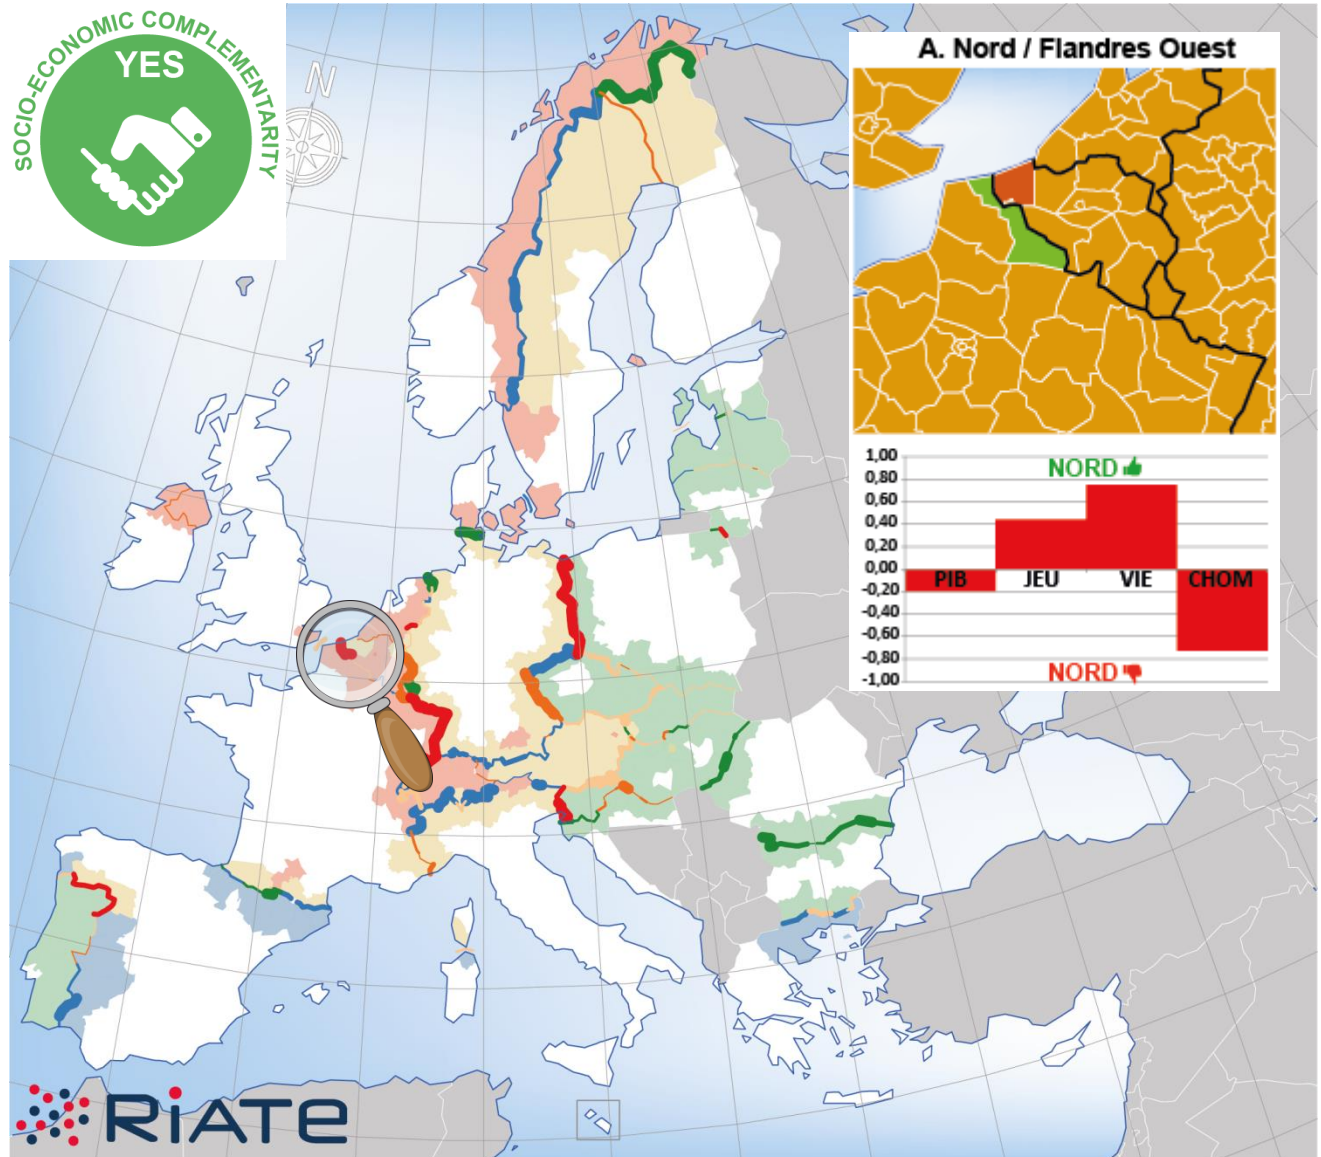 SOCIO-ECONOMIC COMPLEMENTARITY
YES
N
A. Nord / Flandres Ouest
1,00
0,80
0,60
0,40
0,20
0,00
-0,20
-0,40
-0,60
-0,80
-1,00
NORD
PIB JEU VIE CHOM
NORD
RIATE